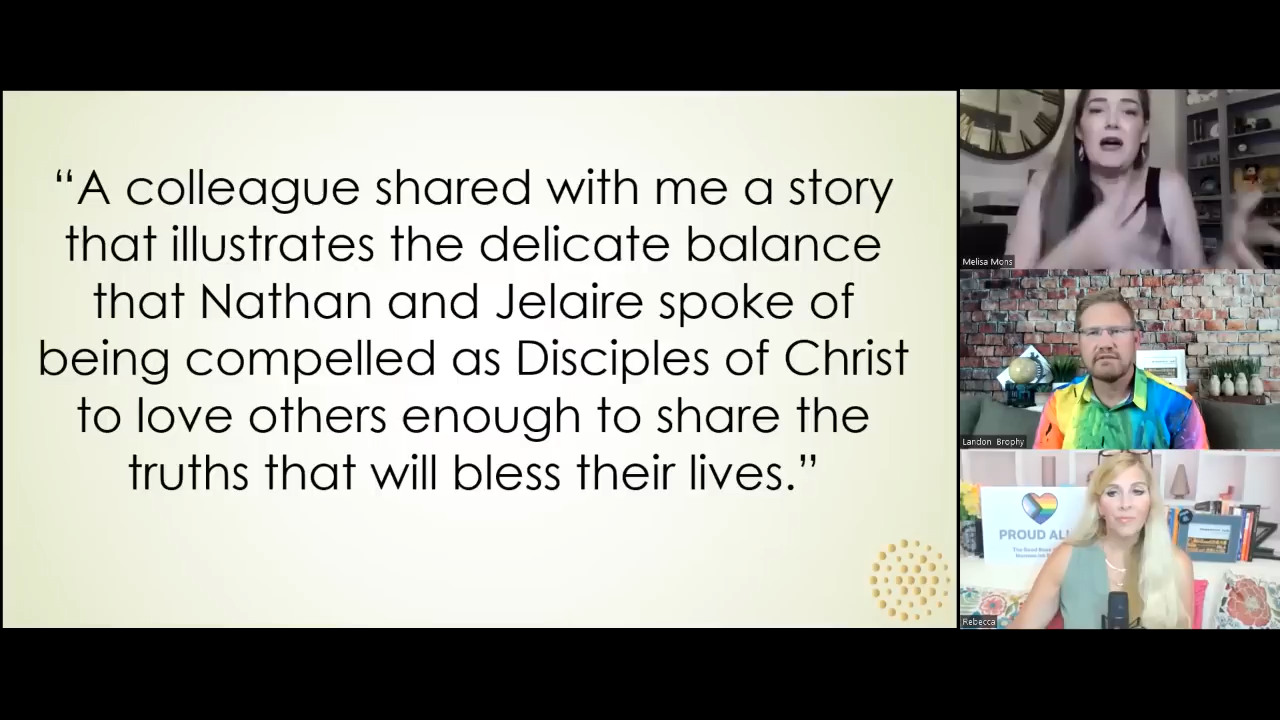 “A colleague shared with me a story
that illustrates the delicate balance
that Nathan and Jelaire spoke of
being compelled as Disciples of Christ
to love others enough to share the
truths that will bless their lives.”
Melisa Mons
Landon Brophy
PROUD AL
Rebecca